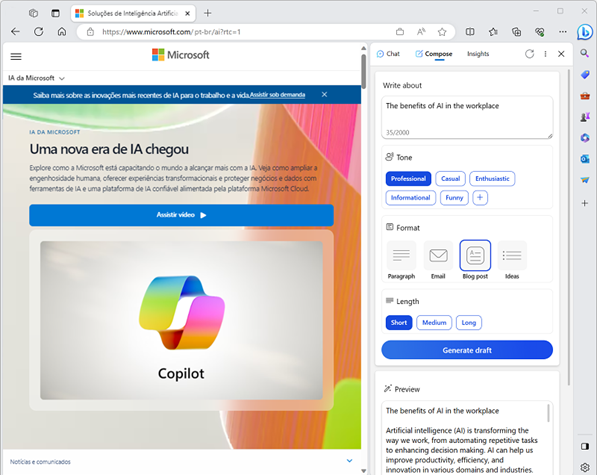 Soluções de Inteligência Artificia
https://www.microsoft.com/pt-br/ai?rtc=1
Microsoft
IA da Microsoft
Saiba mais sobre as inovações mais recentes de IA para o trabalho e a vida.Assistir sob demanda
IA DA MICROSOFT
Uma nova era de IA chegou
Explore como a Microsoft está capacitando o mundo a alcançar mais com a IA. Veja como ampliar a
engenhosidade humana, oferecer experiências transformacionais e proteger negócios e dados com
ferramentas de IA e uma plataforma de IA confiável alimentada pela plataforma Microsoft Cloud.
Assistir vídeo
Copilot
Notícias e comunicados
Chat
Compose
Insights
Write about
The benefits of AI in the workplace
35/2000
Tone
Professional
Casual
Enthusiastic
Informational
Funny
+
Format
Paragraph
Email
Blog post
Ideas
Length
Short
Medium
Long
Generate draft
Preview
The benefits of AI in the workplace
Artificial intelligence (AI) is transforming the
way we work, from automating repetitive tasks
to enhancing decision making. AI can help us
improve productivity, efficiency, and
innovation in various domains and industries.